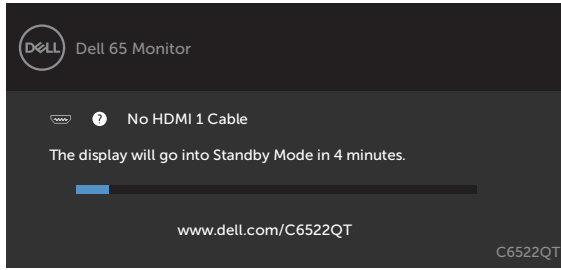 DELL Dell 65 Monitor
? No HDMI 1 Cable
The display will go into Standby Mode in 4 minutes.
www.dell.com/C6522QT
C6522QT